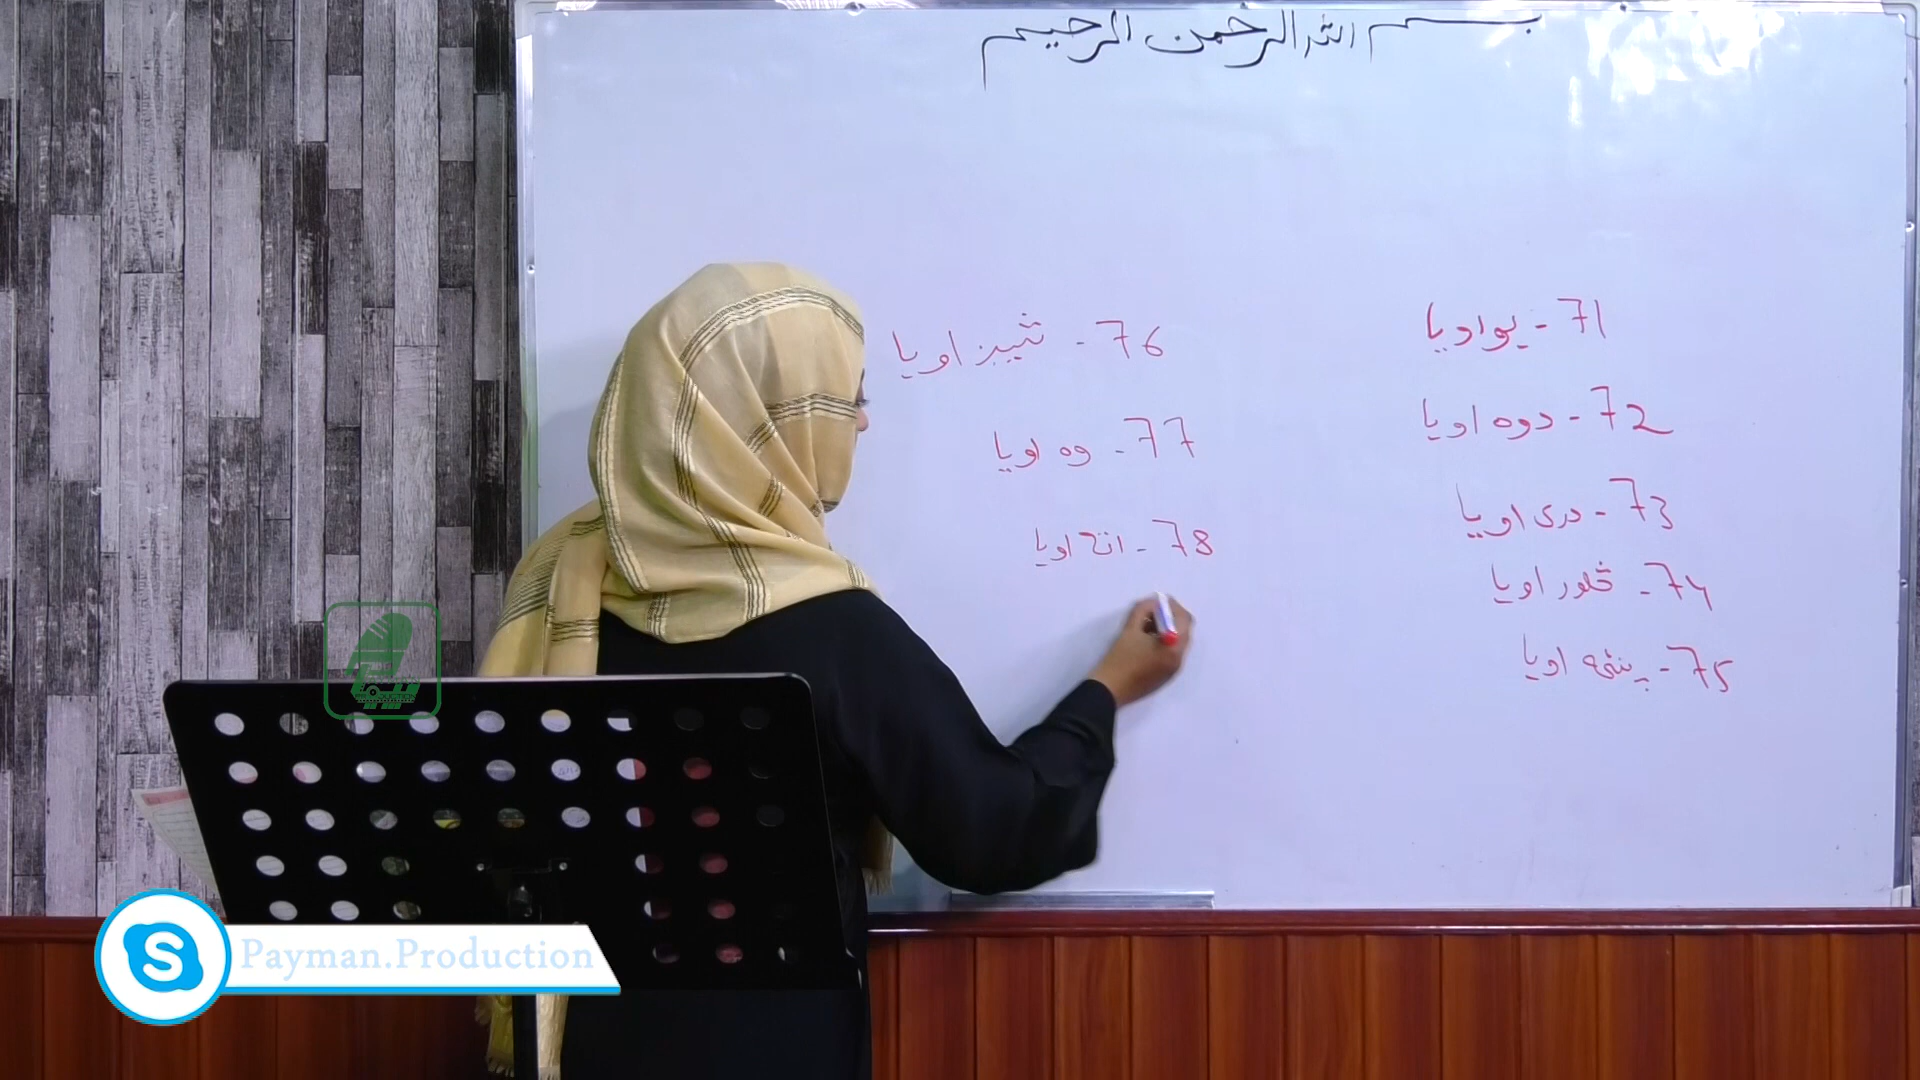 بسم الله الرحمن الرحیم
71 - یو اویا
72 - دوه اویا
73 - دری اویا
74 - څلور اویا
75 - پنځه اویا
76 - شپږ اویا
77 - وه اویا
78 - اته اویا
Payman.Production